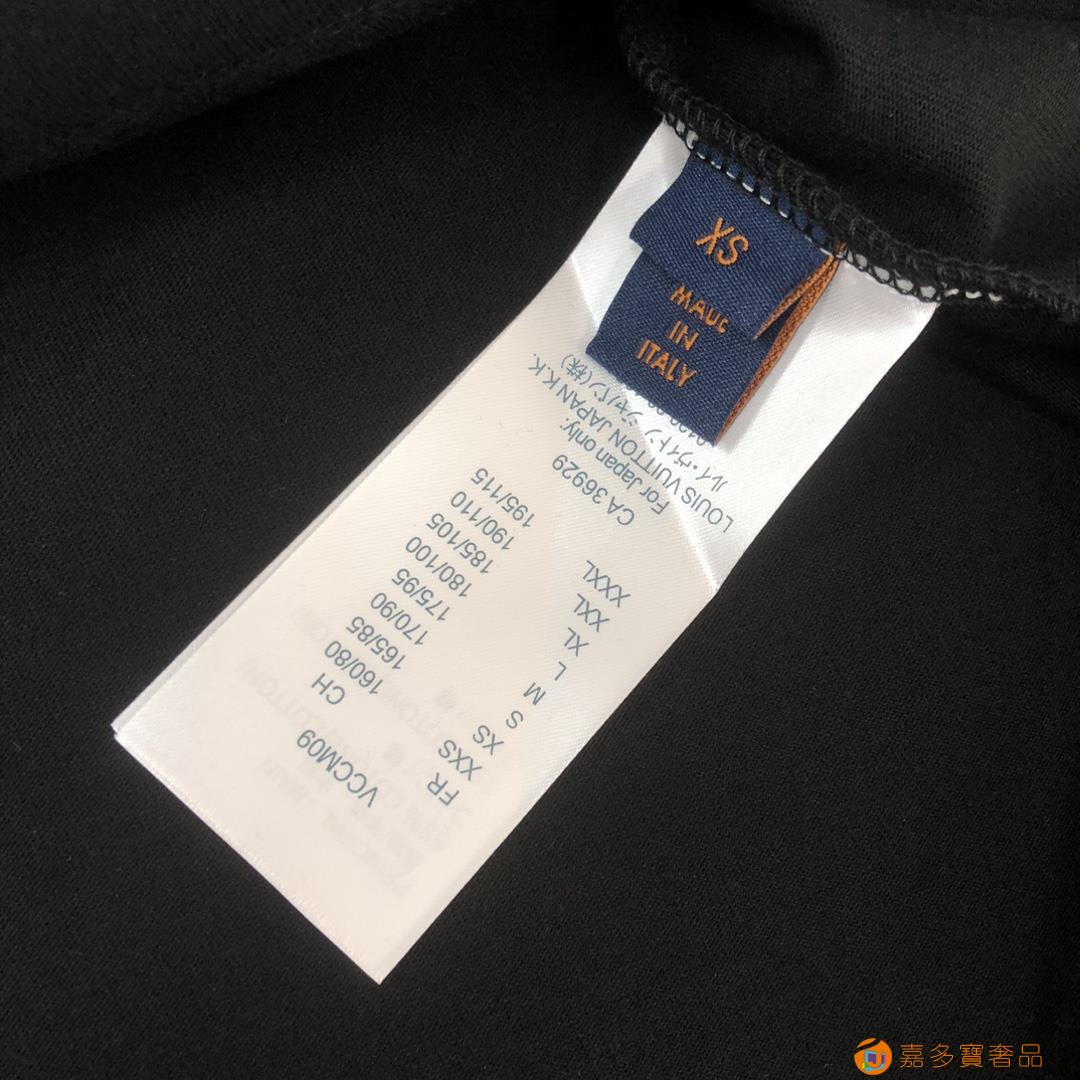 XS
MADE
IN
ITALY
VCCM09
FR CH
XXS 160/80
XS 165/85
S 170/90
M 175/95
L 180/100
XL 185/105
XXL 190/110
XXXL 195/115
CA 36929
For Japan only.
LOUIS VUITTON JAPAN K.K.
ルイ・ヴィトン ジャパン(株)
嘉多寶奢品